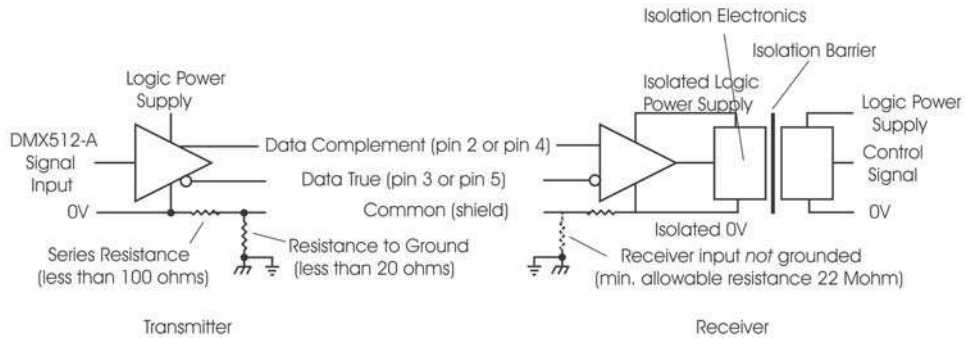 Isolation Electronics
Isolation Barrier
Logic Power
Supply
Isolated Logic
Power Supply
Logic Power
Supply
DMX512-A
Signal
Input
Data Complement (pin 2 or pin 4)
Control
Signal
Data True (pin 3 or pin 5)
0V
Common (shield)
Isolated 0V
0V
Series Resistance
(less than 100 ohms)
Resistance to Ground
(less than 20 ohms)
Receiver input not grounded
(min. allowable resistance 22 Mohm)
Transmitter
Receiver